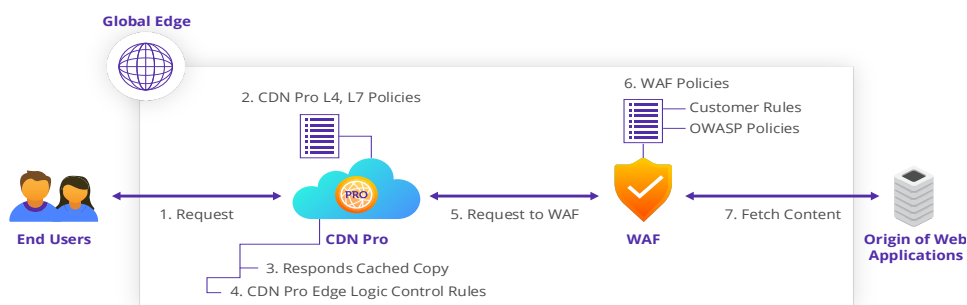 Global Edge
2. CDN Pro L4, L7 Policies
6. WAF Policies
Customer Rules
OWASP Policies
PRO
1. Request
5. Request to WAF
7. Fetch Content
End Users
CDN Pro
WAF
Origin of Web
Applications
3. Responds Cached Copy
4. CDN Pro Edge Logic Control Rules